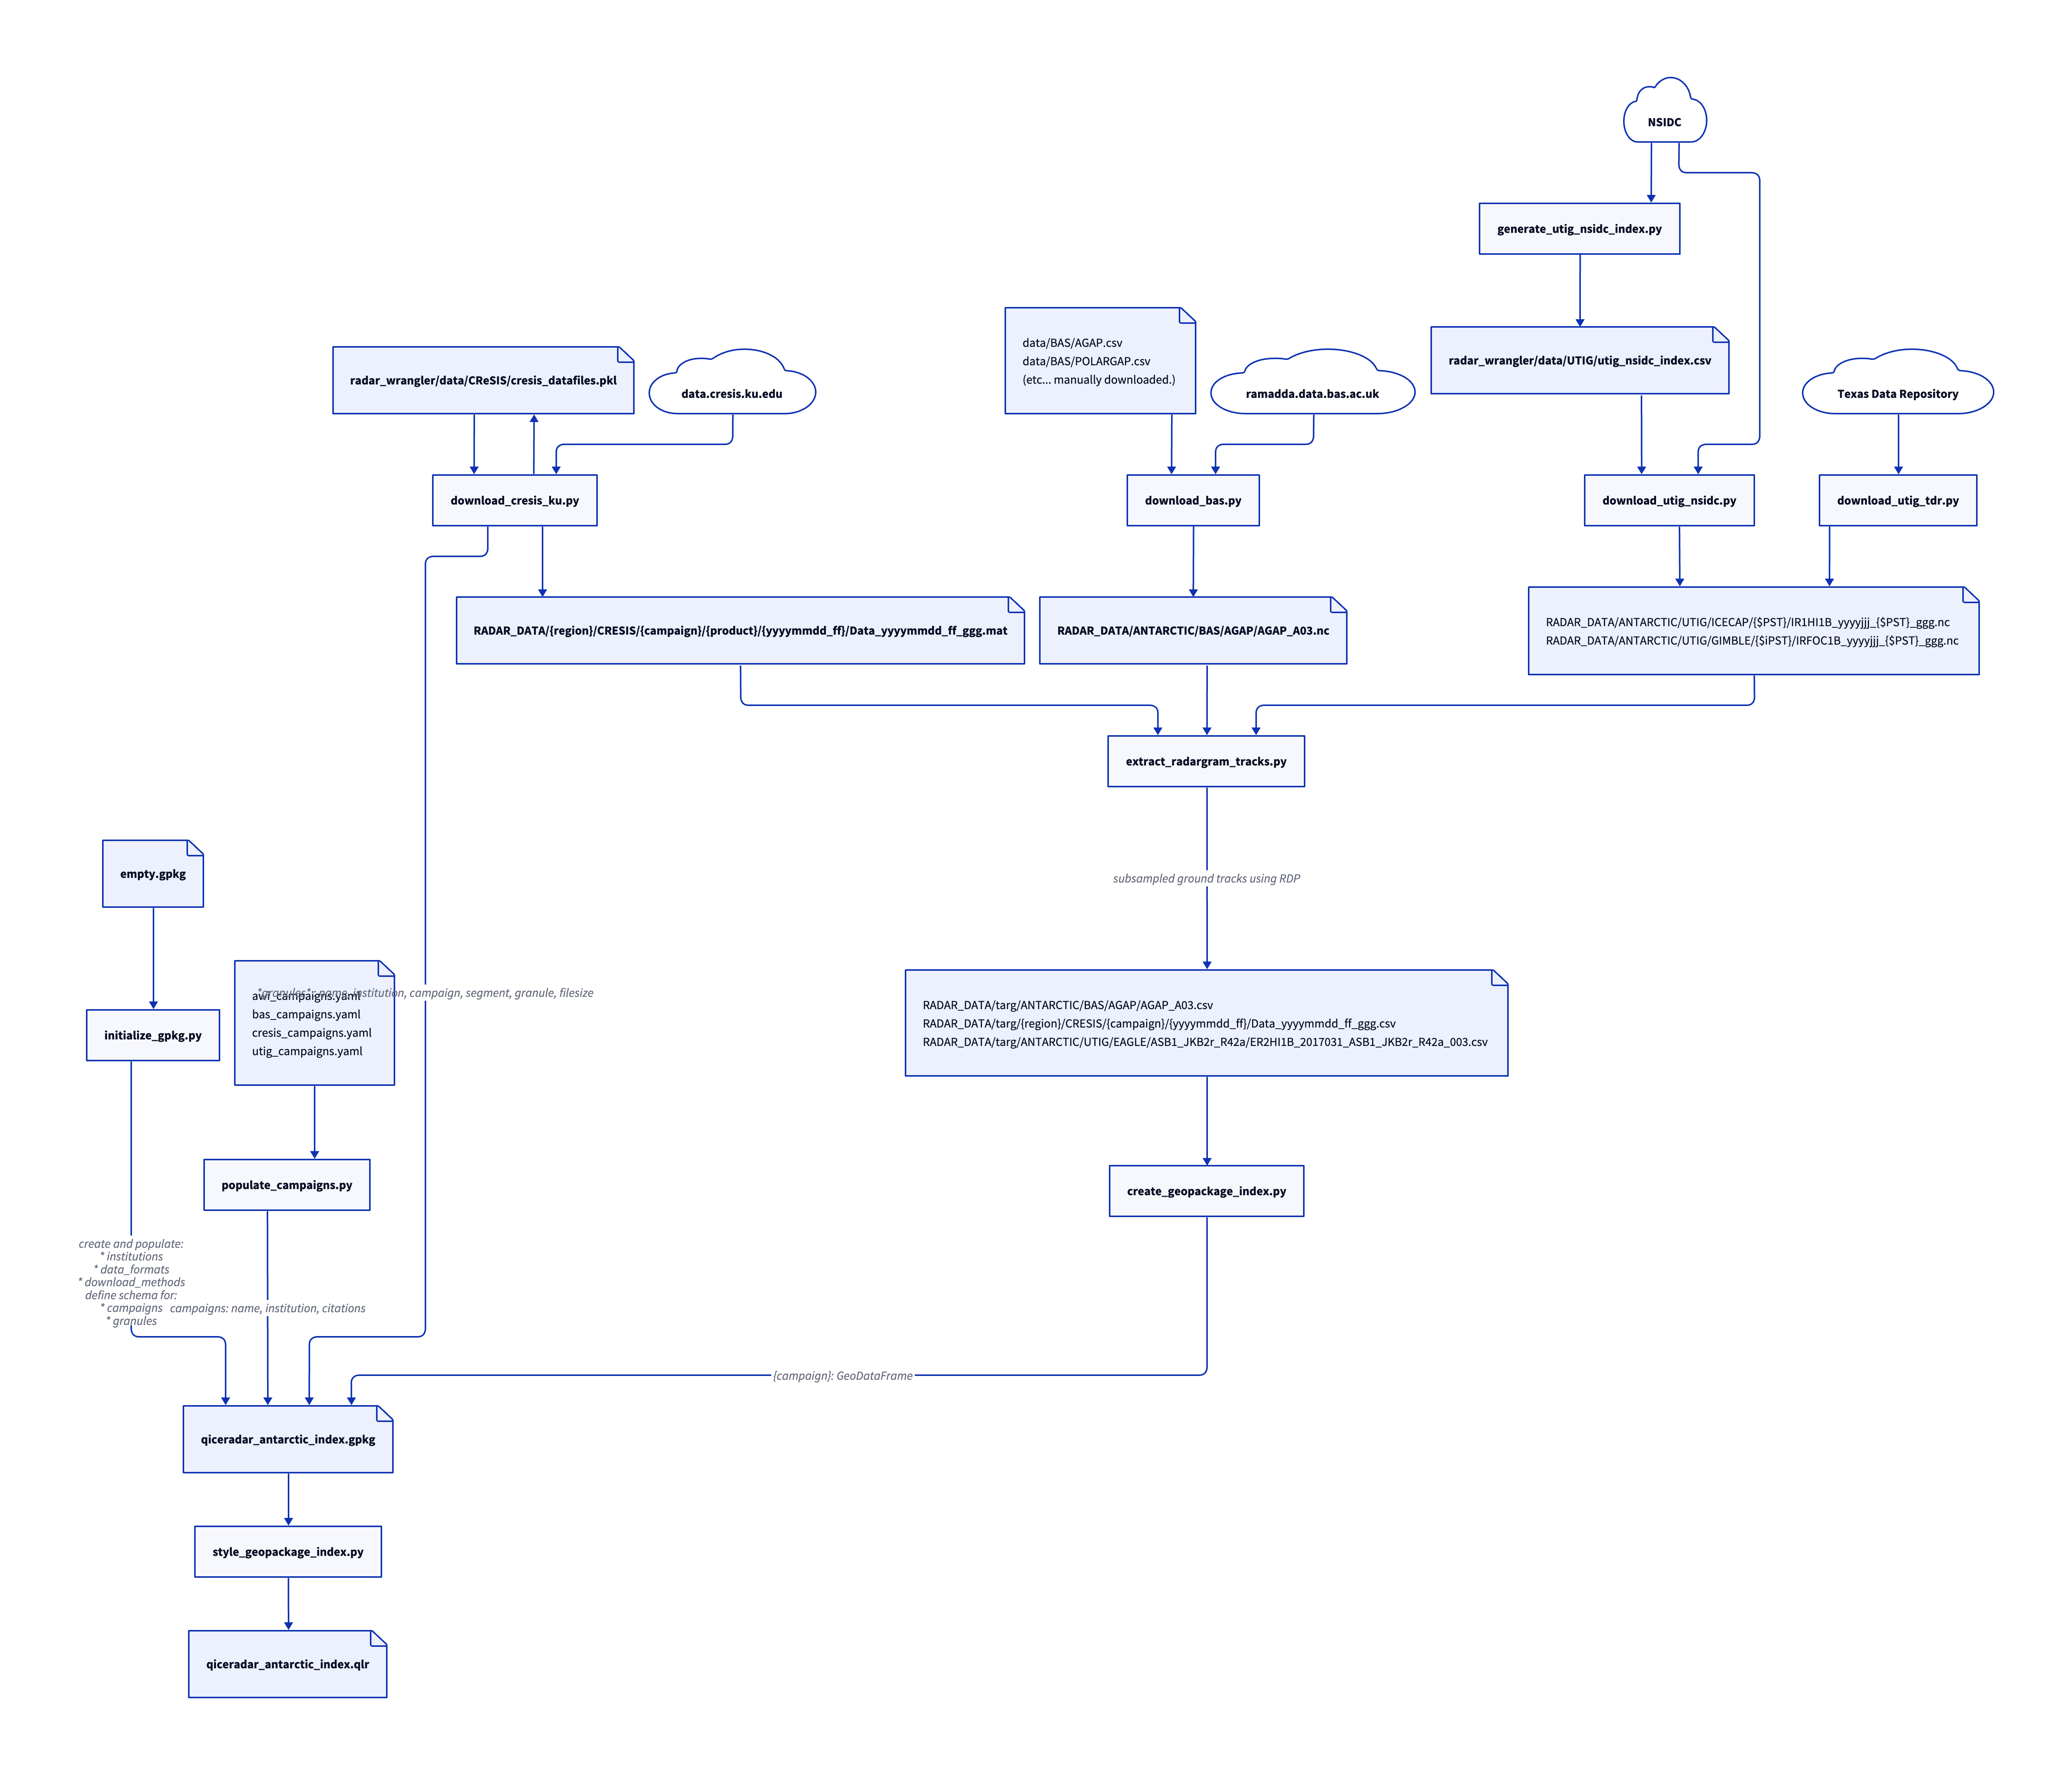 NSIDC
generate_utig_nsidc_index.py
data/BAS/AGAP.csv
data/BAS/POLARGAP.csv
(etc... manually downloaded.)
radar_wrangler/data/UTIG/utig_nsidc_index.csv
radar_wrangler/data/CReSIS/cresis_datafiles.pkl
data.cresis.ku.edu
ramadda.data.bas.ac.uk
Texas Data Repository
download_cresis_ku.py
download_bas.py
download_utig_nsidc.py
download_utig_tdr.py
RADAR_DATA/{region}/CRESIS/{campaign}/{product}/{yyyymmdd_ff}/Data_yyyymmdd_ff_ggg.mat
RADAR_DATA/ANTARCTIC/BAS/AGAP/AGAP_A03.nc
RADAR_DATA/ANTARCTIC/UTIG/ICECAP/{$PST}/IR1HI1B_yyyyjjj_{$PST}_ggg.nc
RADAR_DATA/ANTARCTIC/UTIG/GIMBLE/{$iPST}/IRFOC1B_yyyyjjj_{$PST}_ggg.nc
extract_radargram_tracks.py
empty.gpkg
subsampled ground tracks using RDP
awi_campaigns.yaml
bas_campaigns.yaml
cresis_campaigns.yaml
utig_campaigns.yaml
*granules*: name, institution, campaign, segment, granule, filesize
RADAR_DATA/targ/ANTARCTIC/BAS/AGAP/AGAP_A03.csv
RADAR_DATA/targ/{region}/CRESIS/{campaign}/{yyyymmdd_ff}/Data_yyyymmdd_ff_ggg.csv
RADAR_DATA/targ/ANTARCTIC/UTIG/EAGLE/ASB1_JKB2r_R42a/ER2HI1B_2017031_ASB1_JKB2r_R42a_003.csv
initialize_gpkg.py
populate_campaigns.py
create_geopackage_index.py
create and populate:
* institutions
* data_formats
* download_methods
define schema for:
* campaigns
* granules
campaigns: name, institution, citations
{campaign}: GeoDataFrame
qiceradar_antarctic_index.gpkg
style_geopackage_index.py
qiceradar_antarctic_index.qlr